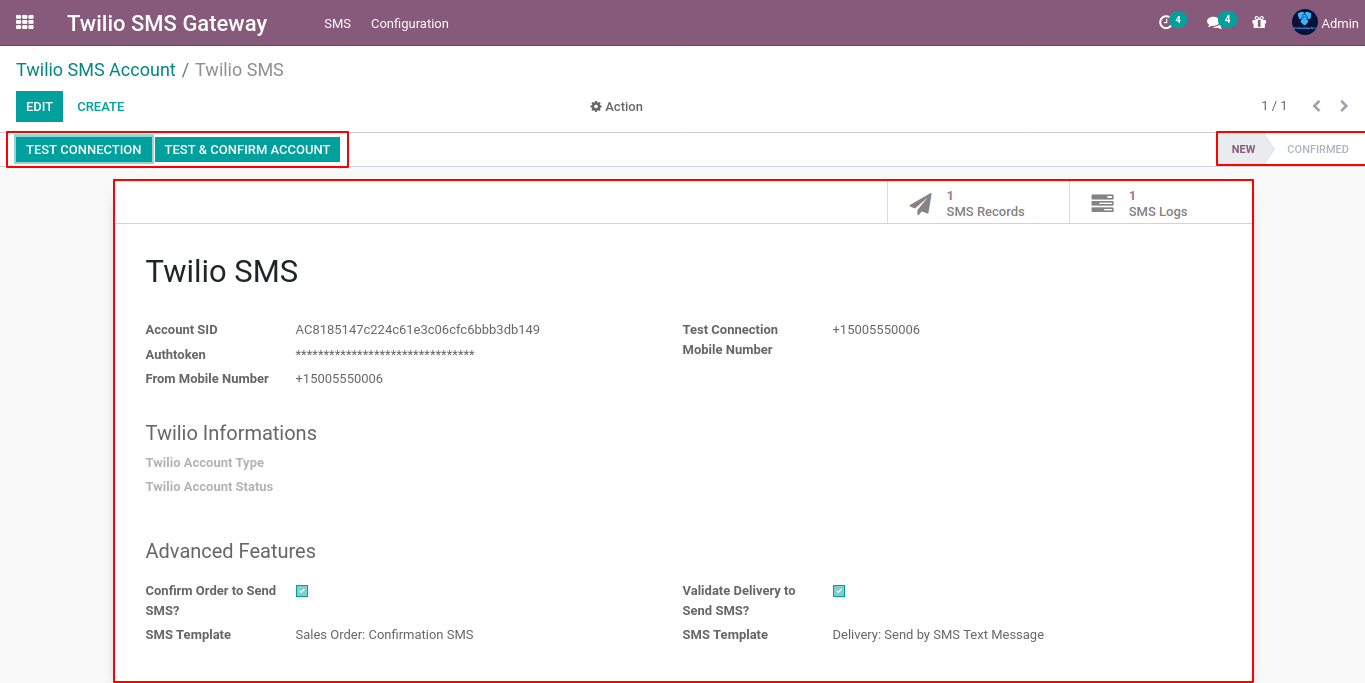 Twilio SMS Gateway SMS Configuration 4 4 Admin
Twilio SMS Account / Twilio SMS
EDIT CREATE Action 1 / 1
TEST CONNECTION TEST & CONFIRM ACCOUNT NEW CONFIRMED
1
SMS Records
1
SMS Logs
Twilio SMS
Account SID AC8185147c224c61e3c06cfc6bbb3db149
Authtoken ********************************
From Mobile Number +15005550006
Test Connection +15005550006
Mobile Number
Twilio Informations
Twilio Account Type
Twilio Account Status
Advanced Features
Confirm Order to Send
SMS?
SMS Template Sales Order: Confirmation SMS
Validate Delivery to
Send SMS?
SMS Template Delivery: Send by SMS Text Message